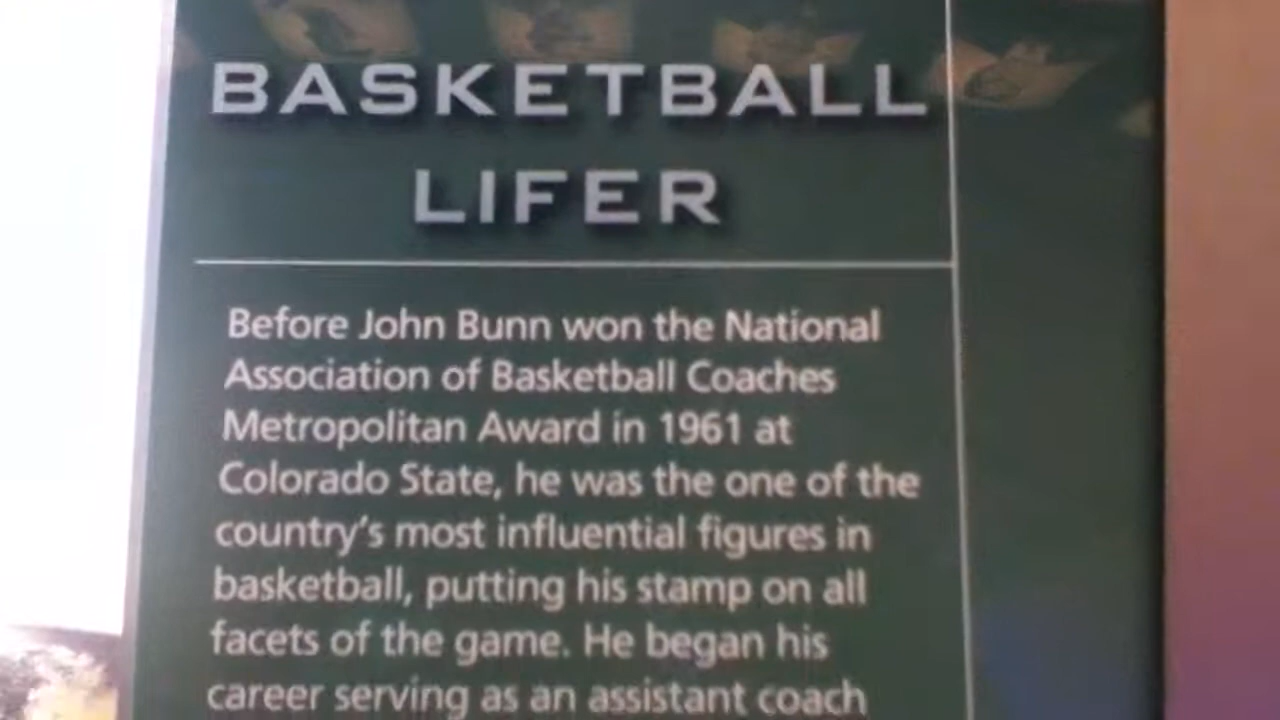 BASKETBALL
LIFER
Before John Bunn won the National
Association of Basketball Coaches
Metropolitan Award in 1961 at
Colorado State, he was the one of the
country's most influential figures in
basketball, putting his stamp on all
facets of the game. He began his
career serving as an assistant coach